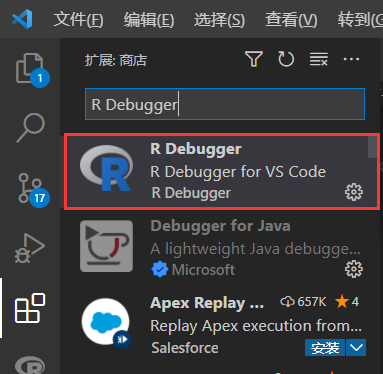 文件(F) 编辑(E) 选择(S) 查看(V) 转到(G
扩展: 商店
R Debugger
R Debugger
R Debugger for VS Code
R Debugger
Debugger for Java
A lightweight Java debugge...
Microsoft
Apex Replay ... 657K 4
Replay Apex execution from...
Salesforce 安装
1
17